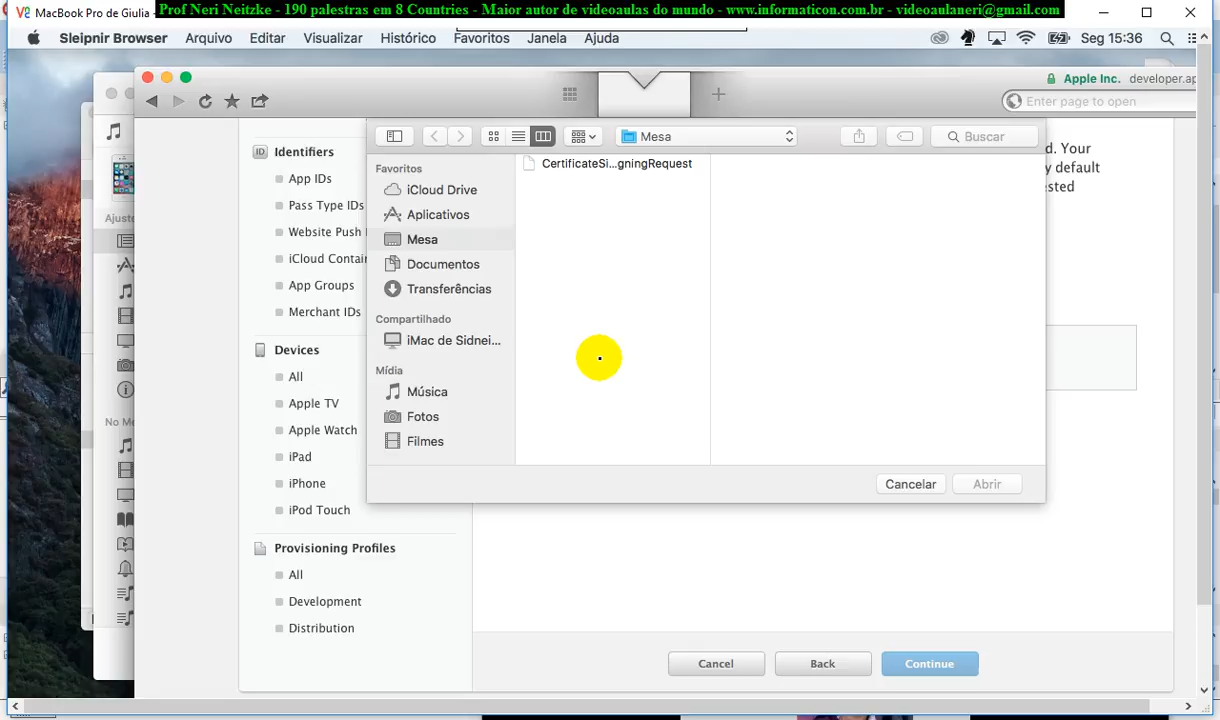 MacBook Pro de Giulia - Prof Neri Neitzke - 190 palestras em 8 Countries - Maior autor de videoaulas do mundo - www.informaticon.com.br - videoaulaneri@gmail.com
Sleipnir Browser Arquivo Editar Visualizar Histórico Favoritos Janela Ajuda Seg 15:36
Apple Inc. developer.ap
Enter page to open
Mesa
Buscar
Favoritos
iCloud Drive
Aplicativos
Mesa
Documentos
Transferências
Compartilhado
iMac de Sidnei...
Mídia
Música
Fotos
Filmes
CertificateSi...gningRequest
Cancelar Abrir
Identifiers
App IDs
Pass Type IDs
Website Push
iCloud Contai
App Groups
Merchant IDs
Devices
All
Apple TV
Apple Watch
iPad
iPhone
iPod Touch
Provisioning Profiles
All
Development
Distribution
d. Your
y default
ested
Ajuste
No Me
Cancel Back Continue